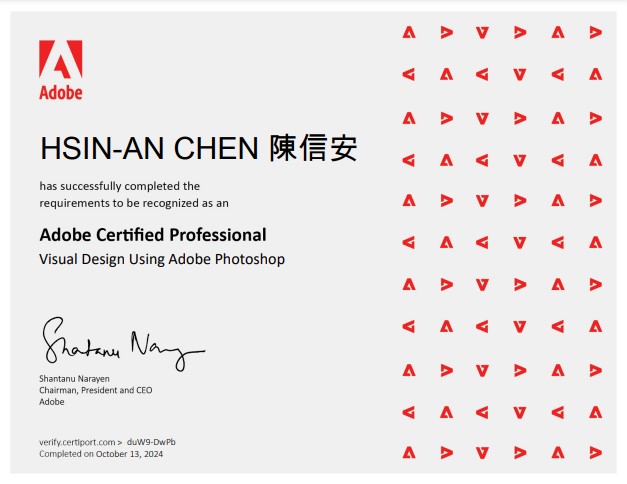 Adobe
HSIN-AN CHEN 陳信安
has successfully completed the
requirements to be recognized as an
Adobe Certified Professional
Visual Design Using Adobe Photoshop
Shantanu Narayen
Shantanu Narayen
Chairman, President and CEO
Adobe
verify.certiport.com > duW9-DwPb
Completed on October 13, 2024